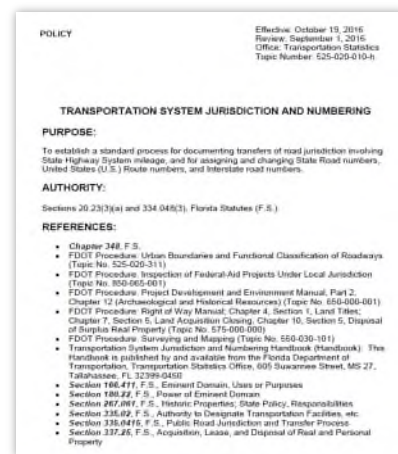 POLICY
Effective: October 19, 2016
Review: September 1, 2016
Office: Transportation Statistics
Topic Number: 525-020-010-h
TRANSPORTATION SYSTEM JURISDICTION AND NUMBERING
PURPOSE:
To establish a standard process for documenting transfers of road jurisdiction involving
State Highway System mileage, and for assigning and changing State Road numbers,
United States (U.S.) Route numbers, and Interstate road numbers.
AUTHORITY:
Sections 20.23(3)(a) and 334.048(3), Florida Statutes (F.S.)
REFERENCES:
• Chapter 348, F.S.
• FDOT Procedure: Urban Boundaries and Functional Classification of Roadways
(Topic No. 525-020-311)
• FDOT Procedure: Inspection of Federal-Aid Projects Under Local Jurisdiction
(Topic No. 850-065-001)
• FDOT Procedure: Project Development and Environment Manual, Part 2,
Chapter 12 (Archaeological and Historical Resources) (Topic No. 650-000-001)
• FDOT Procedure: Right of Way Manual; Chapter 4, Section 1, Land Titles;
Chapter 7, Section 5, Land Acquisition Closing, Chapter 10, Section 5, Disposal
of Surplus Real Property (Topic No. 575-000-000)
• FDOT Procedure: Surveying and Mapping (Topic No. 550-030-101)
• Transportation System Jurisdiction and Numbering Handbook (Handbook): This
Handbook is published by and available from the Florida Department of
Transportation, Transportation Statistics Office, 605 Suwannee Street, MS 27,
Tallahassee, FL 32399-0450
• Section 166.411, F.S., Eminent Domain, Uses or Purposes
• Section 180.22, F.S., Power of Eminent Domain
• Section 267.061, F.S., Historic Properties; State Policy, Responsibilities
• Section 335.02, F.S., Authority to Designate Transportation Facilities, etc.
• Section 335.0415, F.S., Public Road Jurisdiction and Transfer Process
• Section 337.25, F.S., Acquisition, Lease, and Disposal of Real and Personal
Property